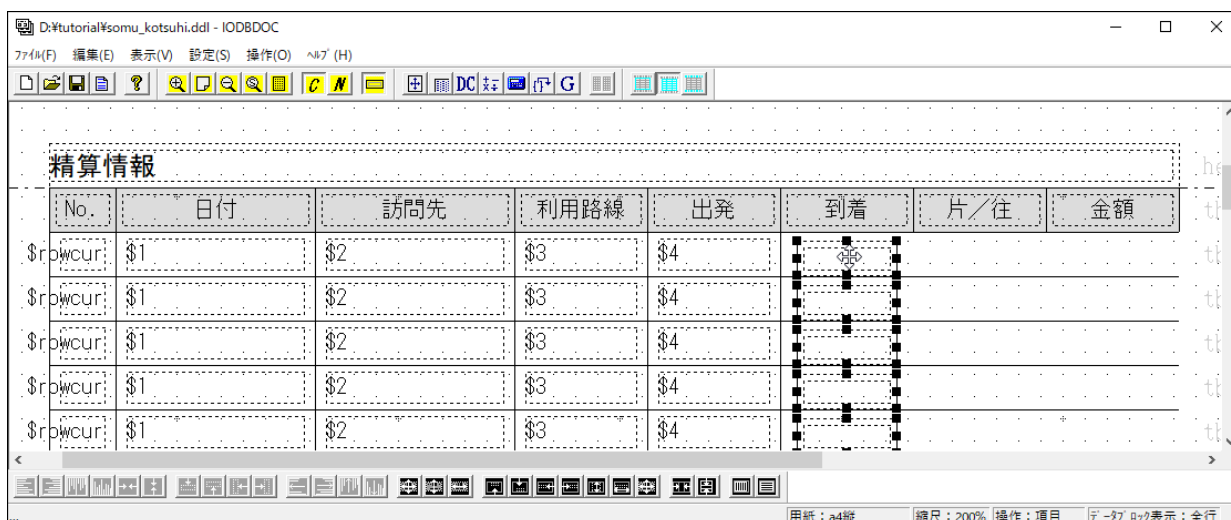 D:¥tutorial¥somu_kotsuhi.ddl - IODBDOC
ﾌｧｲﾙ(F) 編集(E) 表示(V) 設定(S) 操作(O) ﾍﾙﾌﾟ(H)
C N DC G
精算情報
No. 日付 訪問先 利用路線 出発 到着 片／往 金額
$rowcur $1 $2 $3 $4
$rowcur $1 $2 $3 $4
$rowcur $1 $2 $3 $4
$rowcur $1 $2 $3 $4
$rowcur $1 $2 $3 $4
用紙：a4縦 縮尺：200% 操作：項目 ﾃﾞｰﾀﾌﾞﾛｯｸ表示：全行